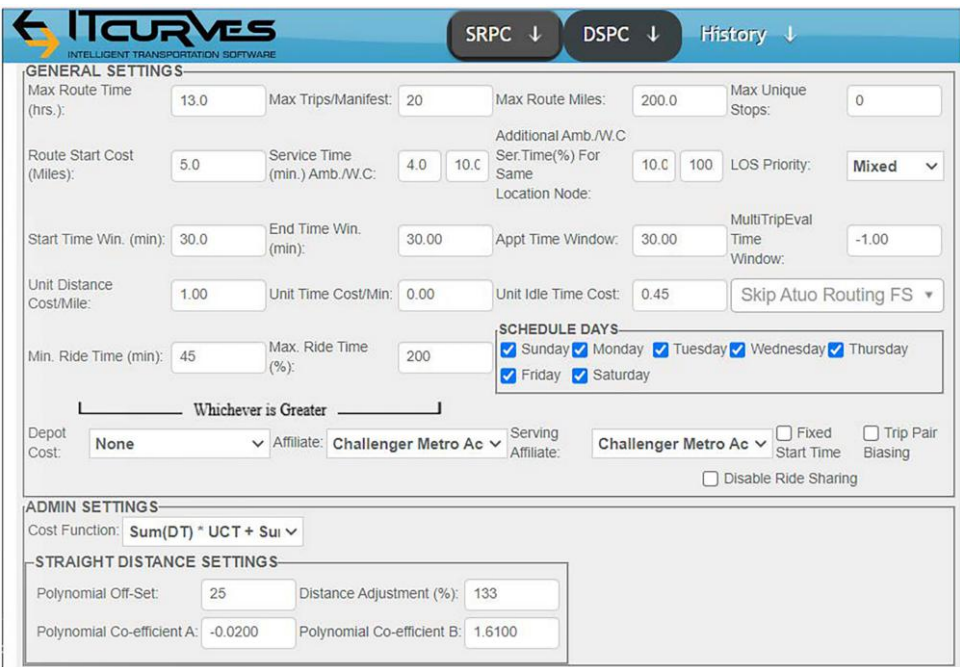 ITCURVES
INTELLIGENT TRANSPORTATION SOFTWARE
SRPC ↓ DSPC ↓ History ↓
GENERAL SETTINGS
Max Route Time (hrs.): 13.0 Max Trips/Manifest: 20 Max Route Miles: 200.0 Max Unique Stops: 0
Route Start Cost (Miles): 5.0 Service Time (min.) Amb./W.C: 4.0 10.0 Additional Amb./W.C Ser.Time(%) For Same Location Node: 10.0 100 LOS Priority: Mixed
Start Time Win. (min): 30.0 End Time Win. (min): 30.00 Appt Time Window: 30.00 MultiTripEval Time Window: -1.00
Unit Distance Cost/Mile: 1.00 Unit Time Cost/Min: 0.00 Unit Idle Time Cost: 0.45 Skip Atuo Routing FS
Min. Ride Time (min): 45 Max. Ride Time (%): 200
SCHEDULE DAYS
Sunday Monday Tuesday Wednesday Thursday
Friday Saturday
Whichever is Greater
Depot Cost: None Affiliate: Challenger Metro Ac Serving Affiliate: Challenger Metro Ac Fixed Start Time Trip Pair Biasing
Disable Ride Sharing
ADMIN SETTINGS
Cost Function: Sum(DT) * UCT + Su
STRAIGHT DISTANCE SETTINGS
Polynomial Off-Set: 25 Distance Adjustment (%): 133
Polynomial Co-efficient A: -0.0200 Polynomial Co-efficient B: 1.6100